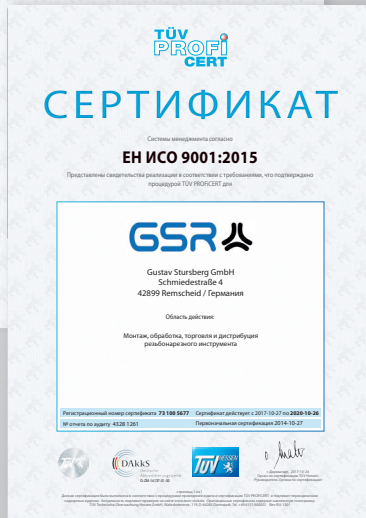 TÜV
PROFI
CERT
СЕРТИФИКАТ
Системы менеджмента согласно
ЕН ИСО 9001:2015
Представлены свидетельства реализации в соответствии с требованиями, что подтверждено
процедурой TÜV PROFICERT для
GSR
Gustav Stursberg GmbH
Schmiedestraße 4
42899 Remscheid / Германия
Область действия:
Монтаж, обработка, торговля и дистрибуция
резьбонарезного инструмента
Регистрационный номер сертификата 73 100 5677 Сертификат действует с 2017-10-27 по 2020-10-26
№ отчета по аудиту 4328 1261 Первоначальная сертификация 2014-10-27
DAkkS
TÜV HESSEN